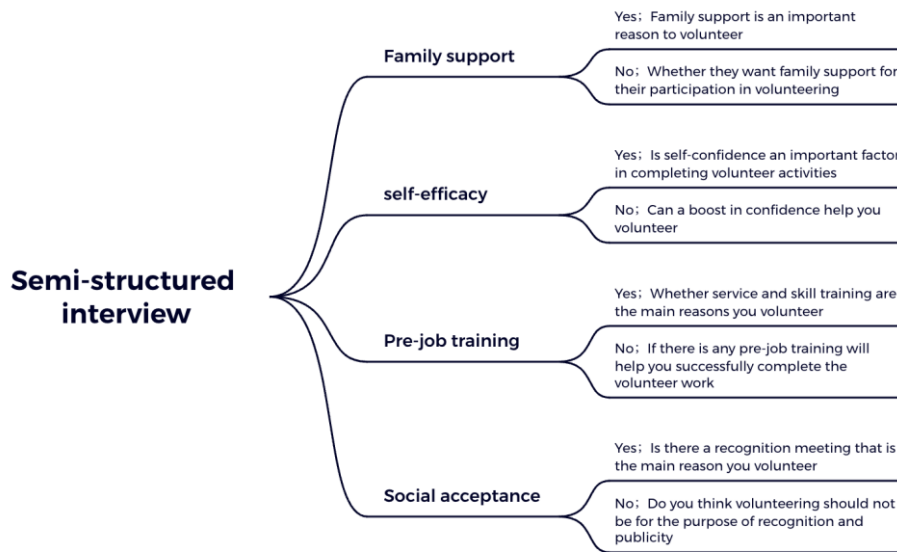 Semi-structured
interview
Family support
Yes； Family support is an important
reason to volunteer
No； Whether they want family support for
their participation in volunteering
self-efficacy
Yes； Is self-confidence an important factor
in completing volunteer activities
No； Can a boost in confidence help you
volunteer
Pre-job training
Yes； Whether service and skill training are
the main reasons you volunteer
No； If there is any pre-job training will
help you successfully complete the
volunteer work
Social acceptance
Yes； Is there a recognition meeting that is
the main reason you volunteer
No； Do you think volunteering should not
be for the purpose of recognition and
publicity